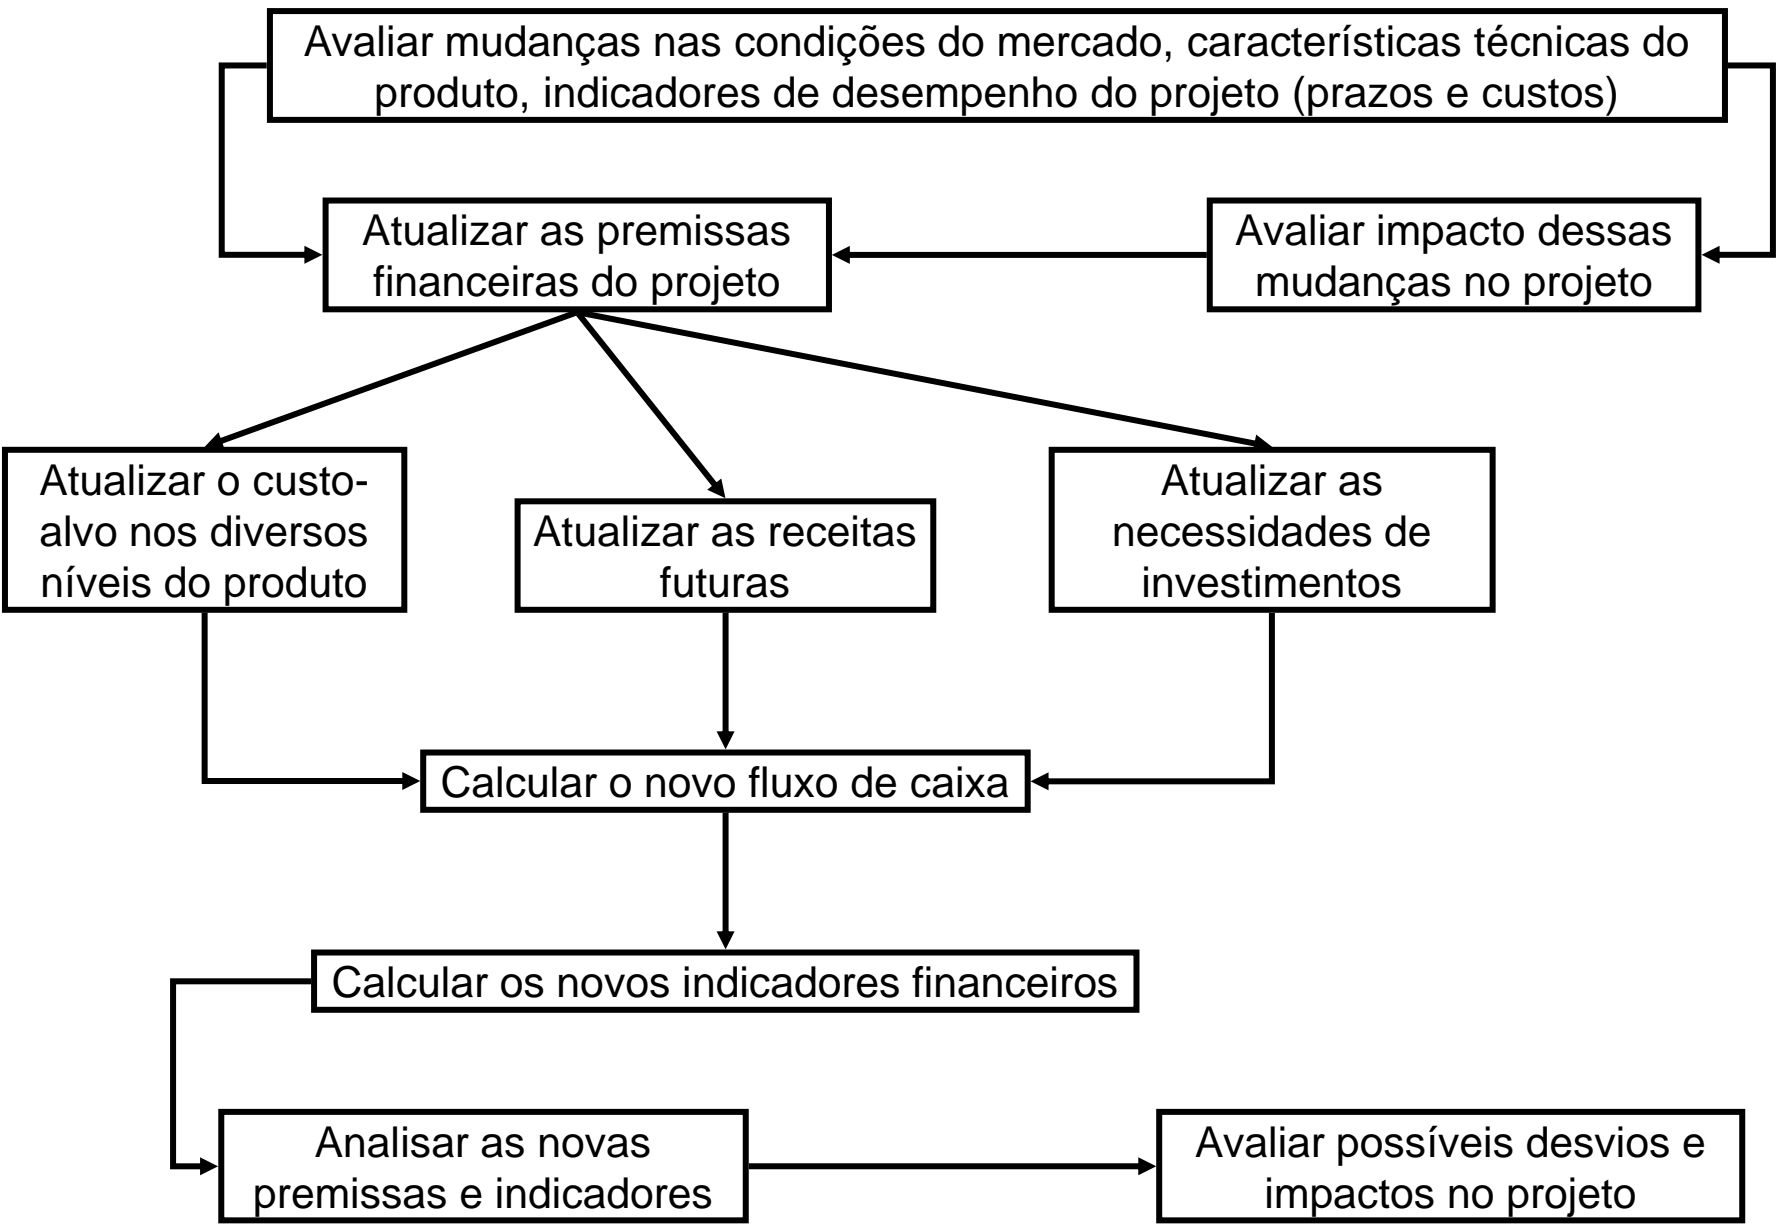 Avaliar mudanças nas condições do mercado, características técnicas do
produto, indicadores de desempenho do projeto (prazos e custos)
Atualizar as premissas
financeiras do projeto
Avaliar impacto dessas
mudanças no projeto
Atualizar o custo-
alvo nos diversos
níveis do produto
Atualizar as receitas
futuras
Atualizar as
necessidades de
investimentos
Calcular o novo fluxo de caixa
Calcular os novos indicadores financeiros
Analisar as novas
premissas e indicadores
Avaliar possíveis desvios e
impactos no projeto